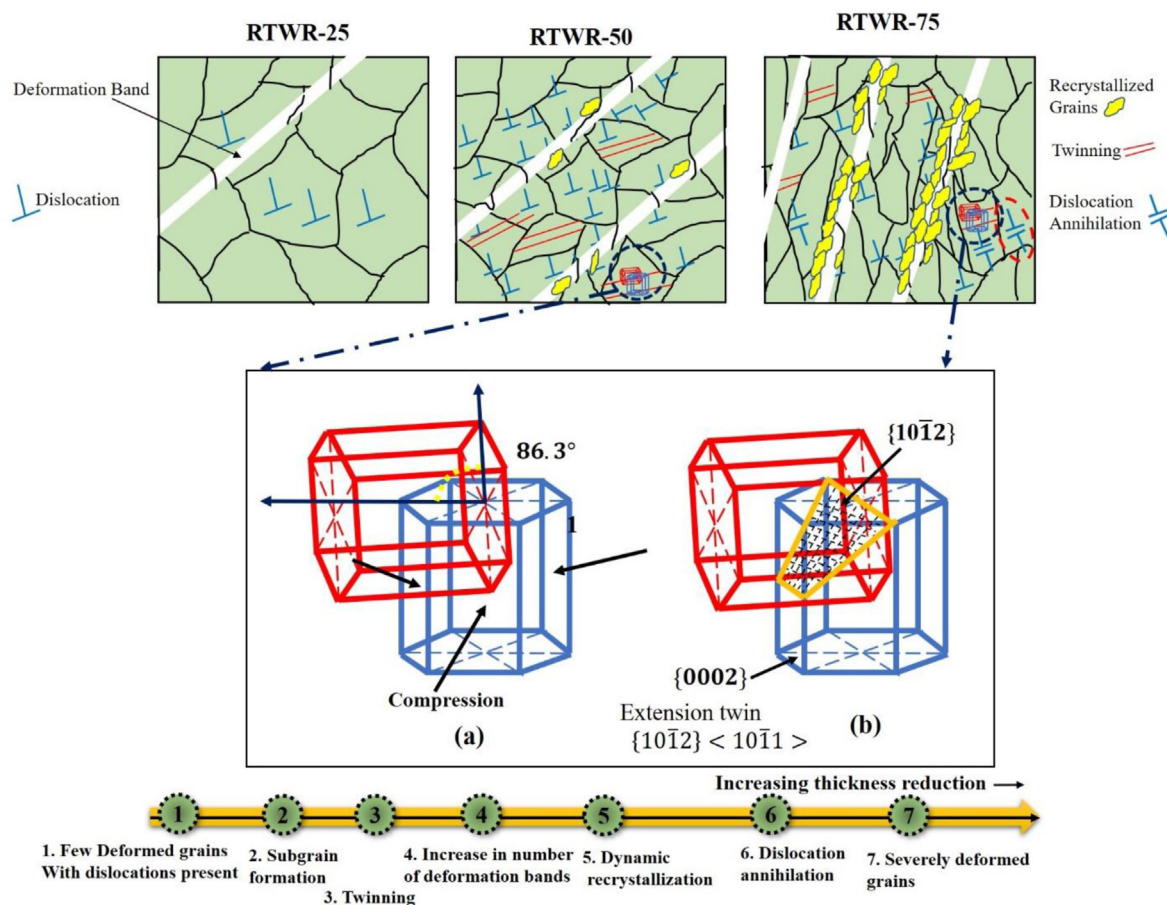 RTWR-25
RTWR-50
RTWR-75
Deformation Band
Dislocation
Recrystallized
Grains
Twinning
Dislocation
Annihilation
86.3°
1
Compression
(a)
{101̄2}
{0002}
Extension twin
{101̄2} < 101̄1 >
(b)
Increasing thickness reduction
1
2
3
4
5
6
7
1. Few Deformed grains
With dislocations present
2. Subgrain
formation
3. Twinning
4. Increase in number
of deformation bands
5. Dynamic
recrystallization
6. Dislocation
annihilation
7. Severely deformed
grains